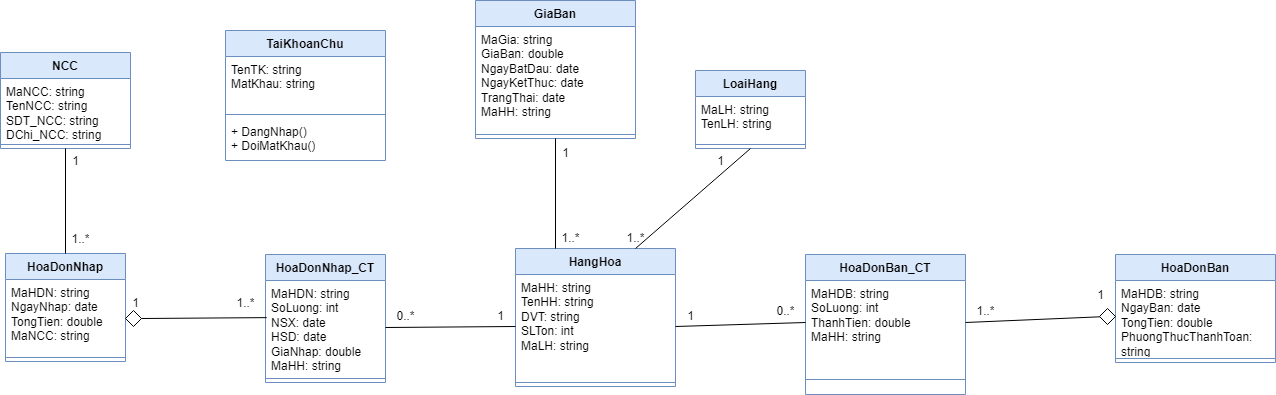 GiaBan
MaGia: string
GiaBan: double
NgayBatDau: date
NgayKetThuc: date
TrangThai: date
MaHH: string
TaiKhoanChu
TenTK: string
MatKhau: string
+ DangNhap()
+ DoiMatKhau()
NCC
MaNCC: string
TenNCC: string
SDT_NCC: string
DChi_NCC: string
LoaiHang
MaLH: string
TenLH: string
1
1..*
1
1..*
1
1..*
HoaDonNhap
MaHDN: string
NgayNhap: date
TongTien: double
MaNCC: string
1
1..*
HoaDonNhap_CT
MaHDN: string
SoLuong: int
NSX: date
HSD: date
GiaNhap: double
MaHH: string
0..*
1
HangHoa
MaHH: string
TenHH: string
DVT: string
SLTon: int
MaLH: string
1
0..*
HoaDonBan_CT
MaHDB: string
SoLuong: int
ThanhTien: double
MaHH: string
1..*
1
HoaDonBan
MaHDB: string
NgayBan: date
TongTien: double
PhuongThucThanhToan:
string